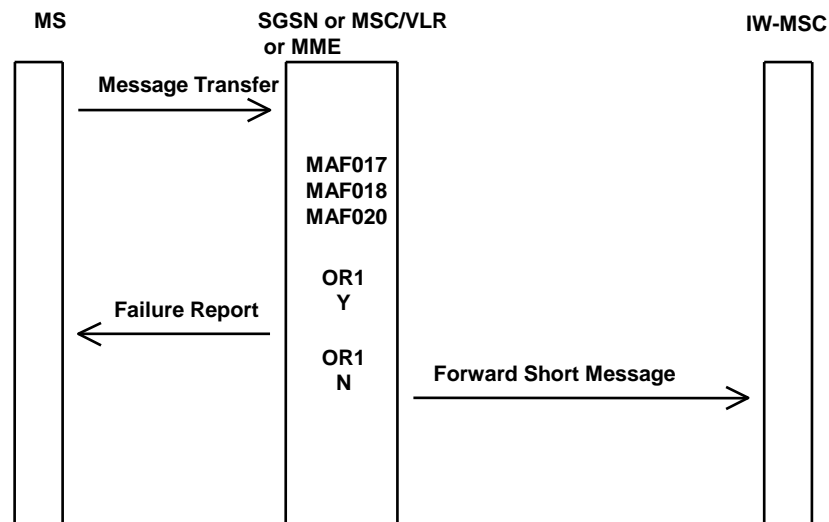 MS
SGSN or MSC/VLR
or MME
IW-MSC
Message Transfer
MAF017
MAF018
MAF020
OR1
Y
Failure Report
OR1
N
Forward Short Message